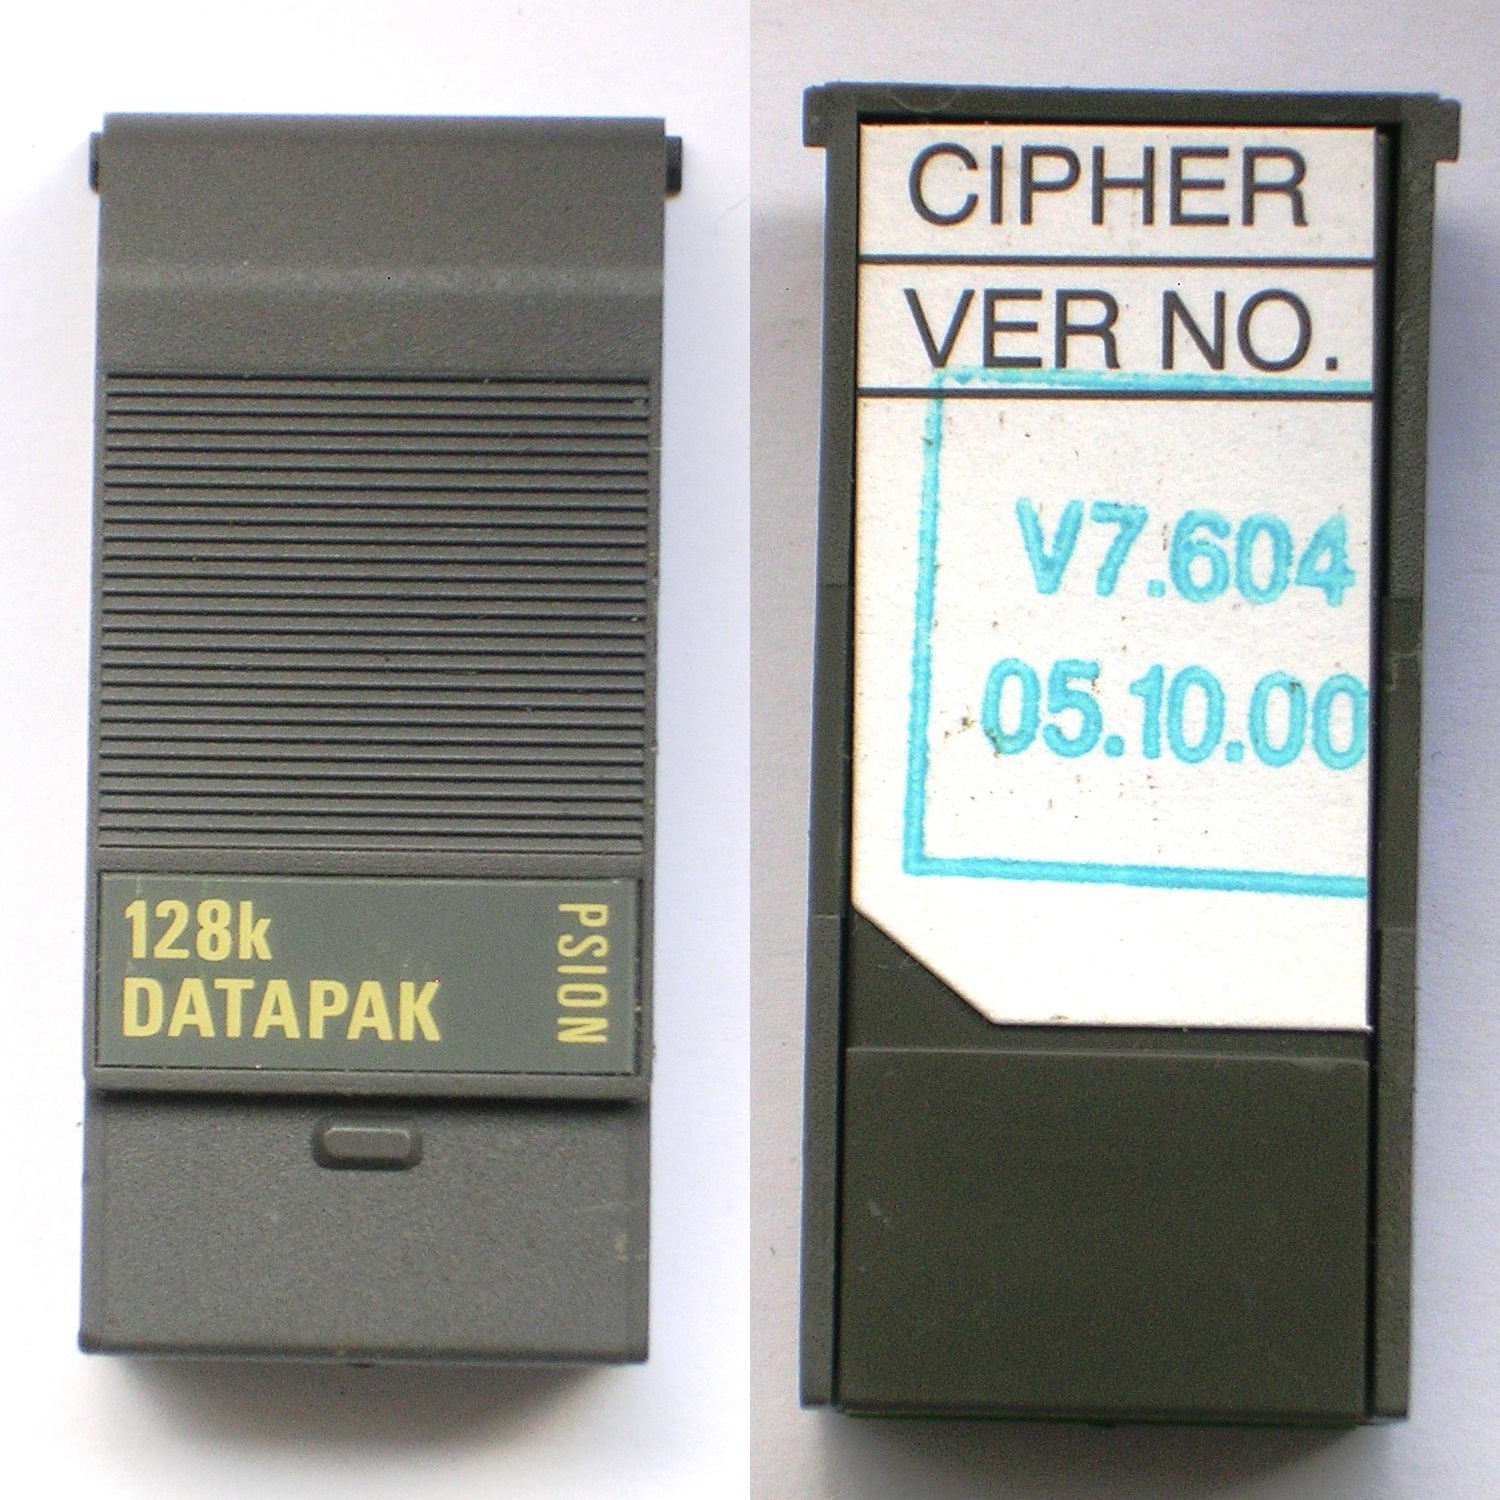 128k
DATAPAK
PSION
CIPHER
VER NO.
V7.604
05.10.00